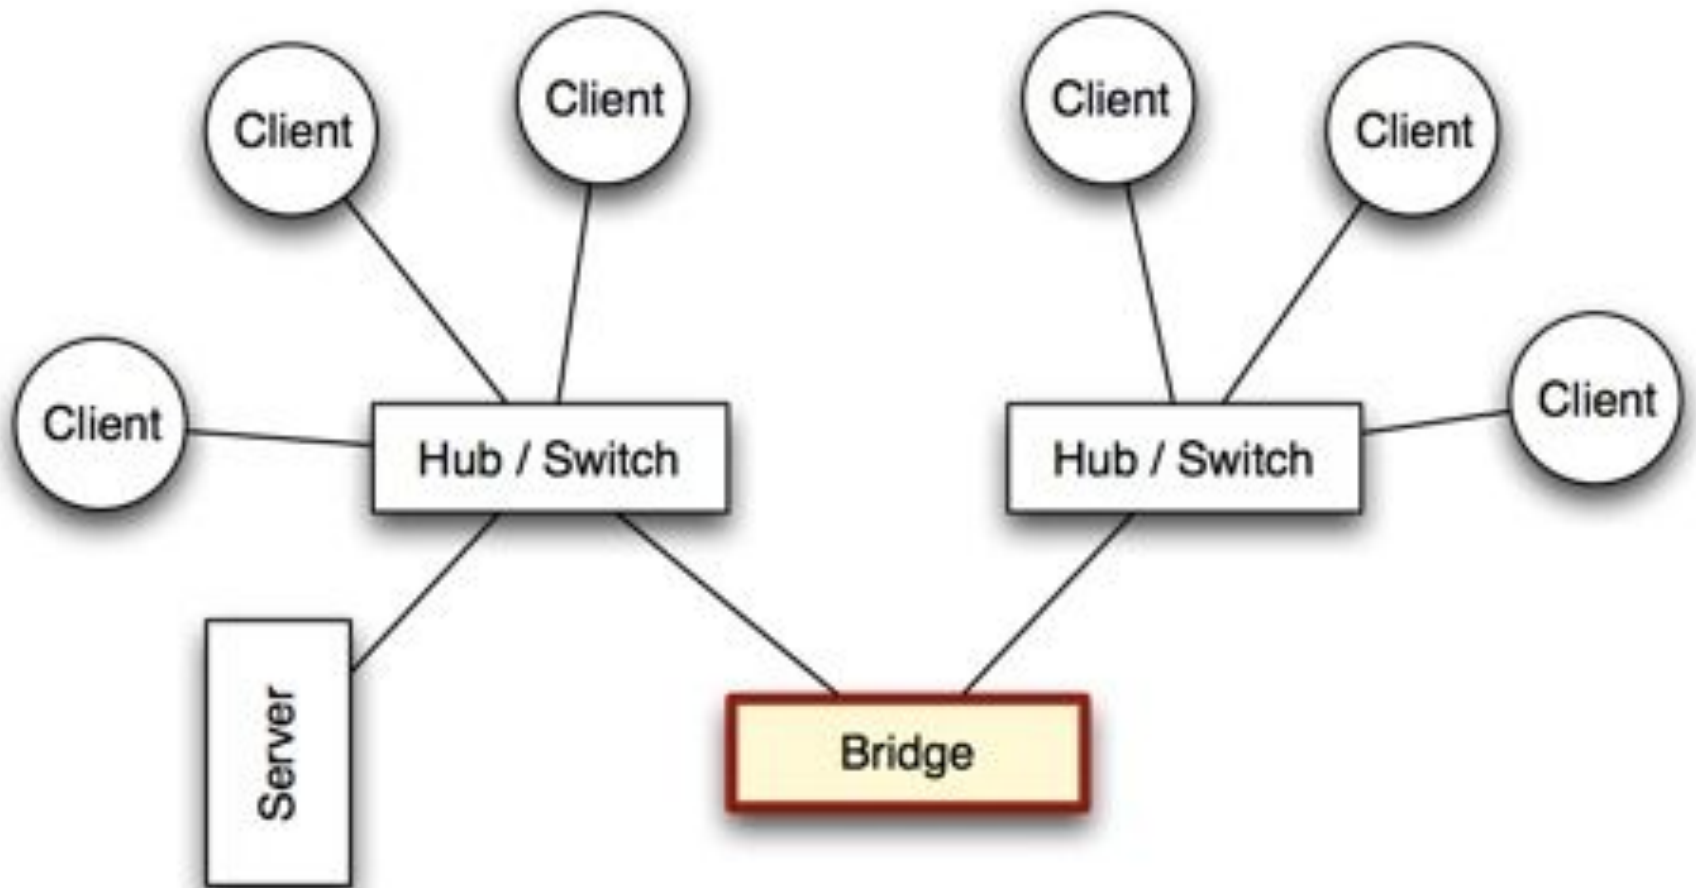 Client
Client
Client
Client
Client
Client
Hub / Switch
Hub / Switch
Server
Bridge